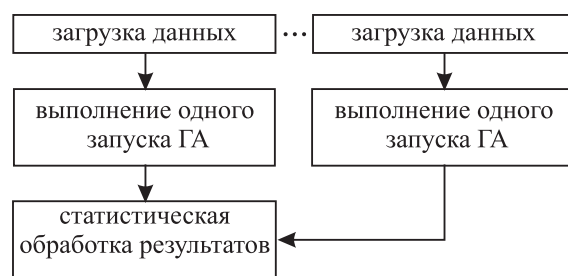 загрузка данных ... загрузка данных
выполнение одного
запуска ГА
выполнение одного
запуска ГА
статистическая
обработка результатов